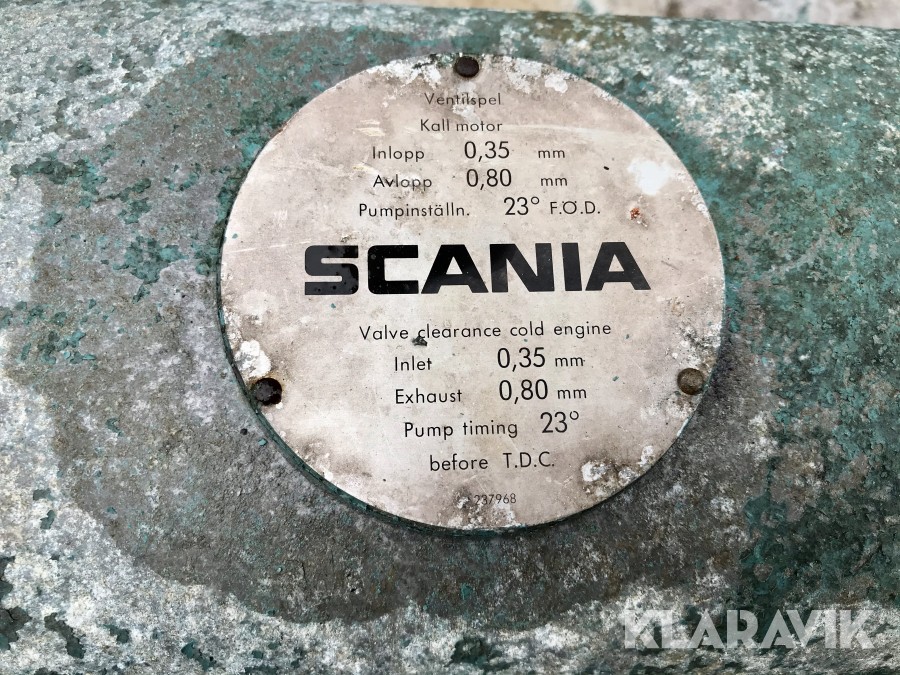 Ventilspel
Kall motor
Inlopp 0,35 mm
Avlopp 0,80 mm
Pumpinställn. 23° F.Ö.D.
SCANIA
Valve clearance cold engine
Inlet 0,35 mm
Exhaust 0,80 mm
Pump timing 23°
before T.D.C.
237968
KLARAVIK